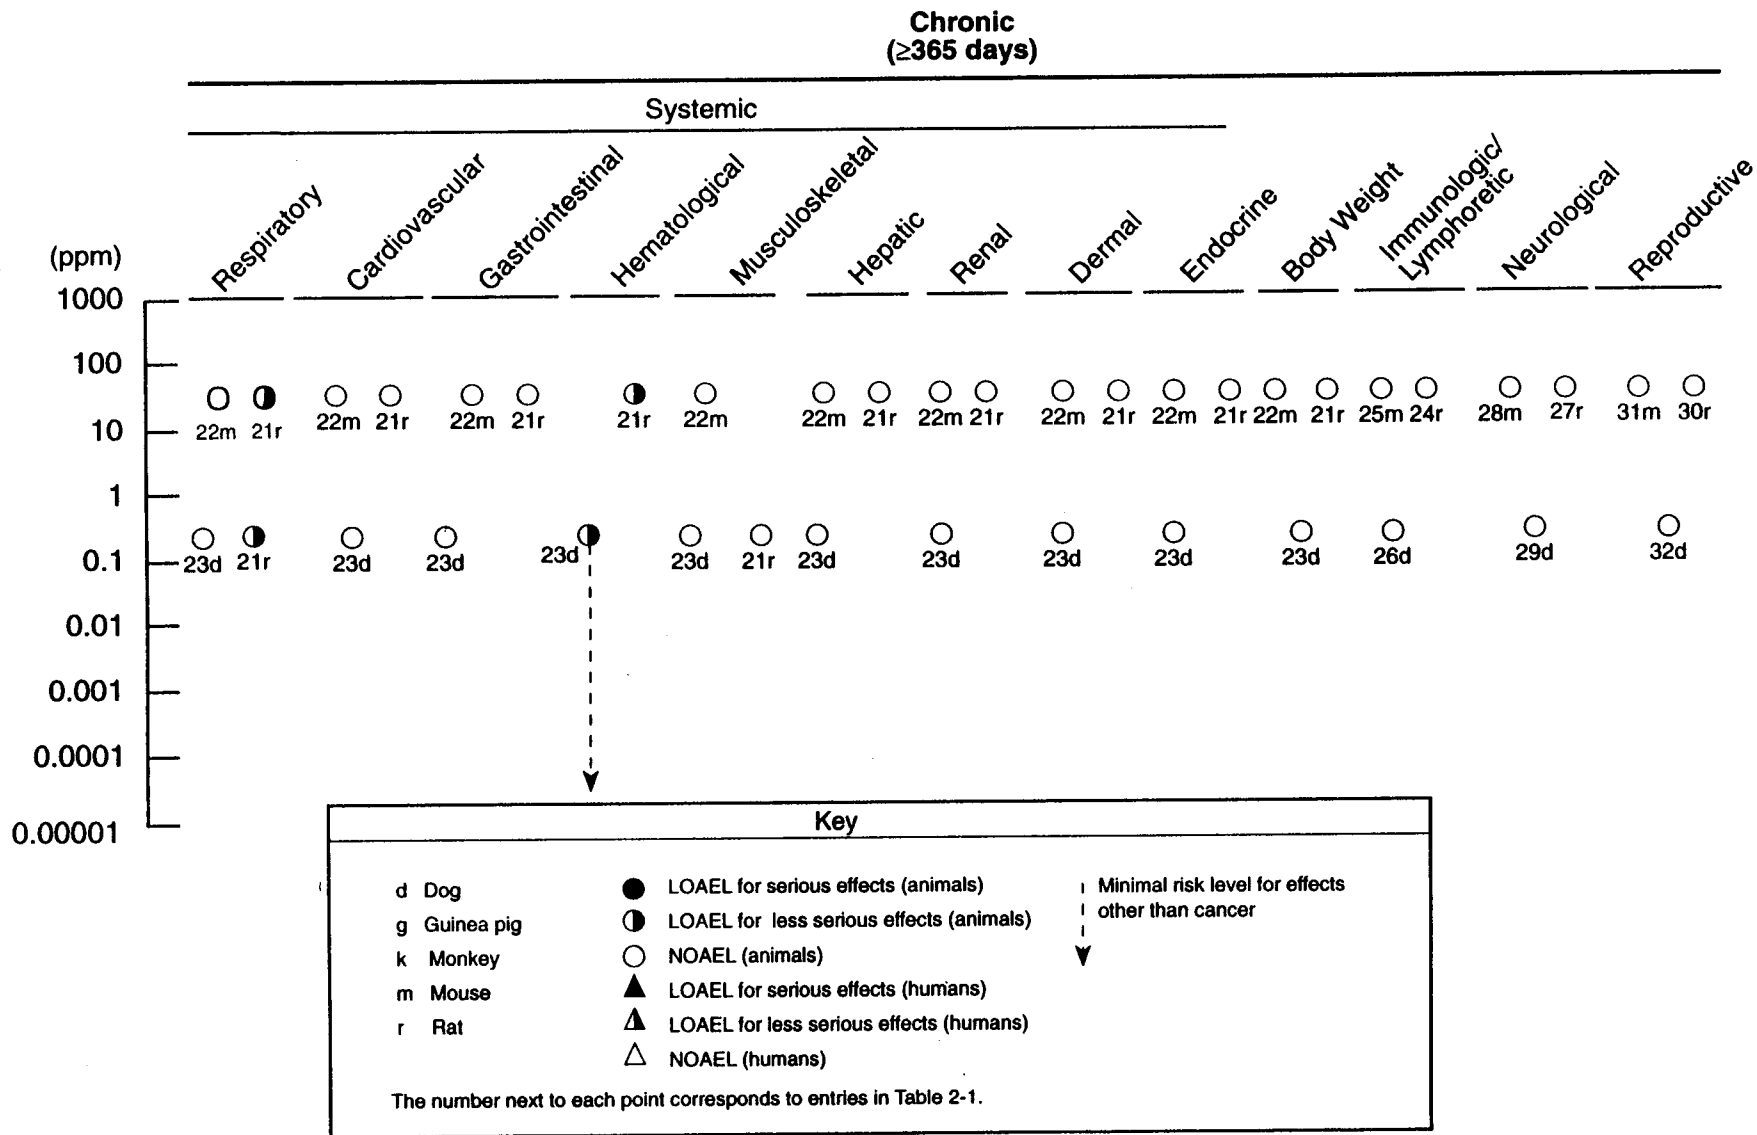 Chronic
(≥365 days)
Systemic
Respiratory
Cardiovascular
Gastrointestinal
Hematological
Musculoskeletal
Hepatic
Renal
Dermal
Endocrine
Body Weight
Immunologic/
Lymphoretic
Neurological
Reproductive
(ppm)
1000
100
22m 21r 22m 21r 22m 21r 21r 22m 22m 21r 22m 21r 22m 21r 22m 21r 22m 21r 25m 24r 28m 27r 31m 30r
10
1
23d 21r 23d 23d 23d 23d 21r 23d 23d 23d 23d 23d 26d 29d 32d
0.1
0.01
0.001
0.0001
0.00001
Key
d Dog
g Guinea pig
k Monkey
m Mouse
r Rat
LOAEL for serious effects (animals)
LOAEL for less serious effects (animals)
NOAEL (animals)
LOAEL for serious effects (humans)
LOAEL for less serious effects (humans)
NOAEL (humans)
Minimal risk level for effects
other than cancer
The number next to each point corresponds to entries in Table 2-1.